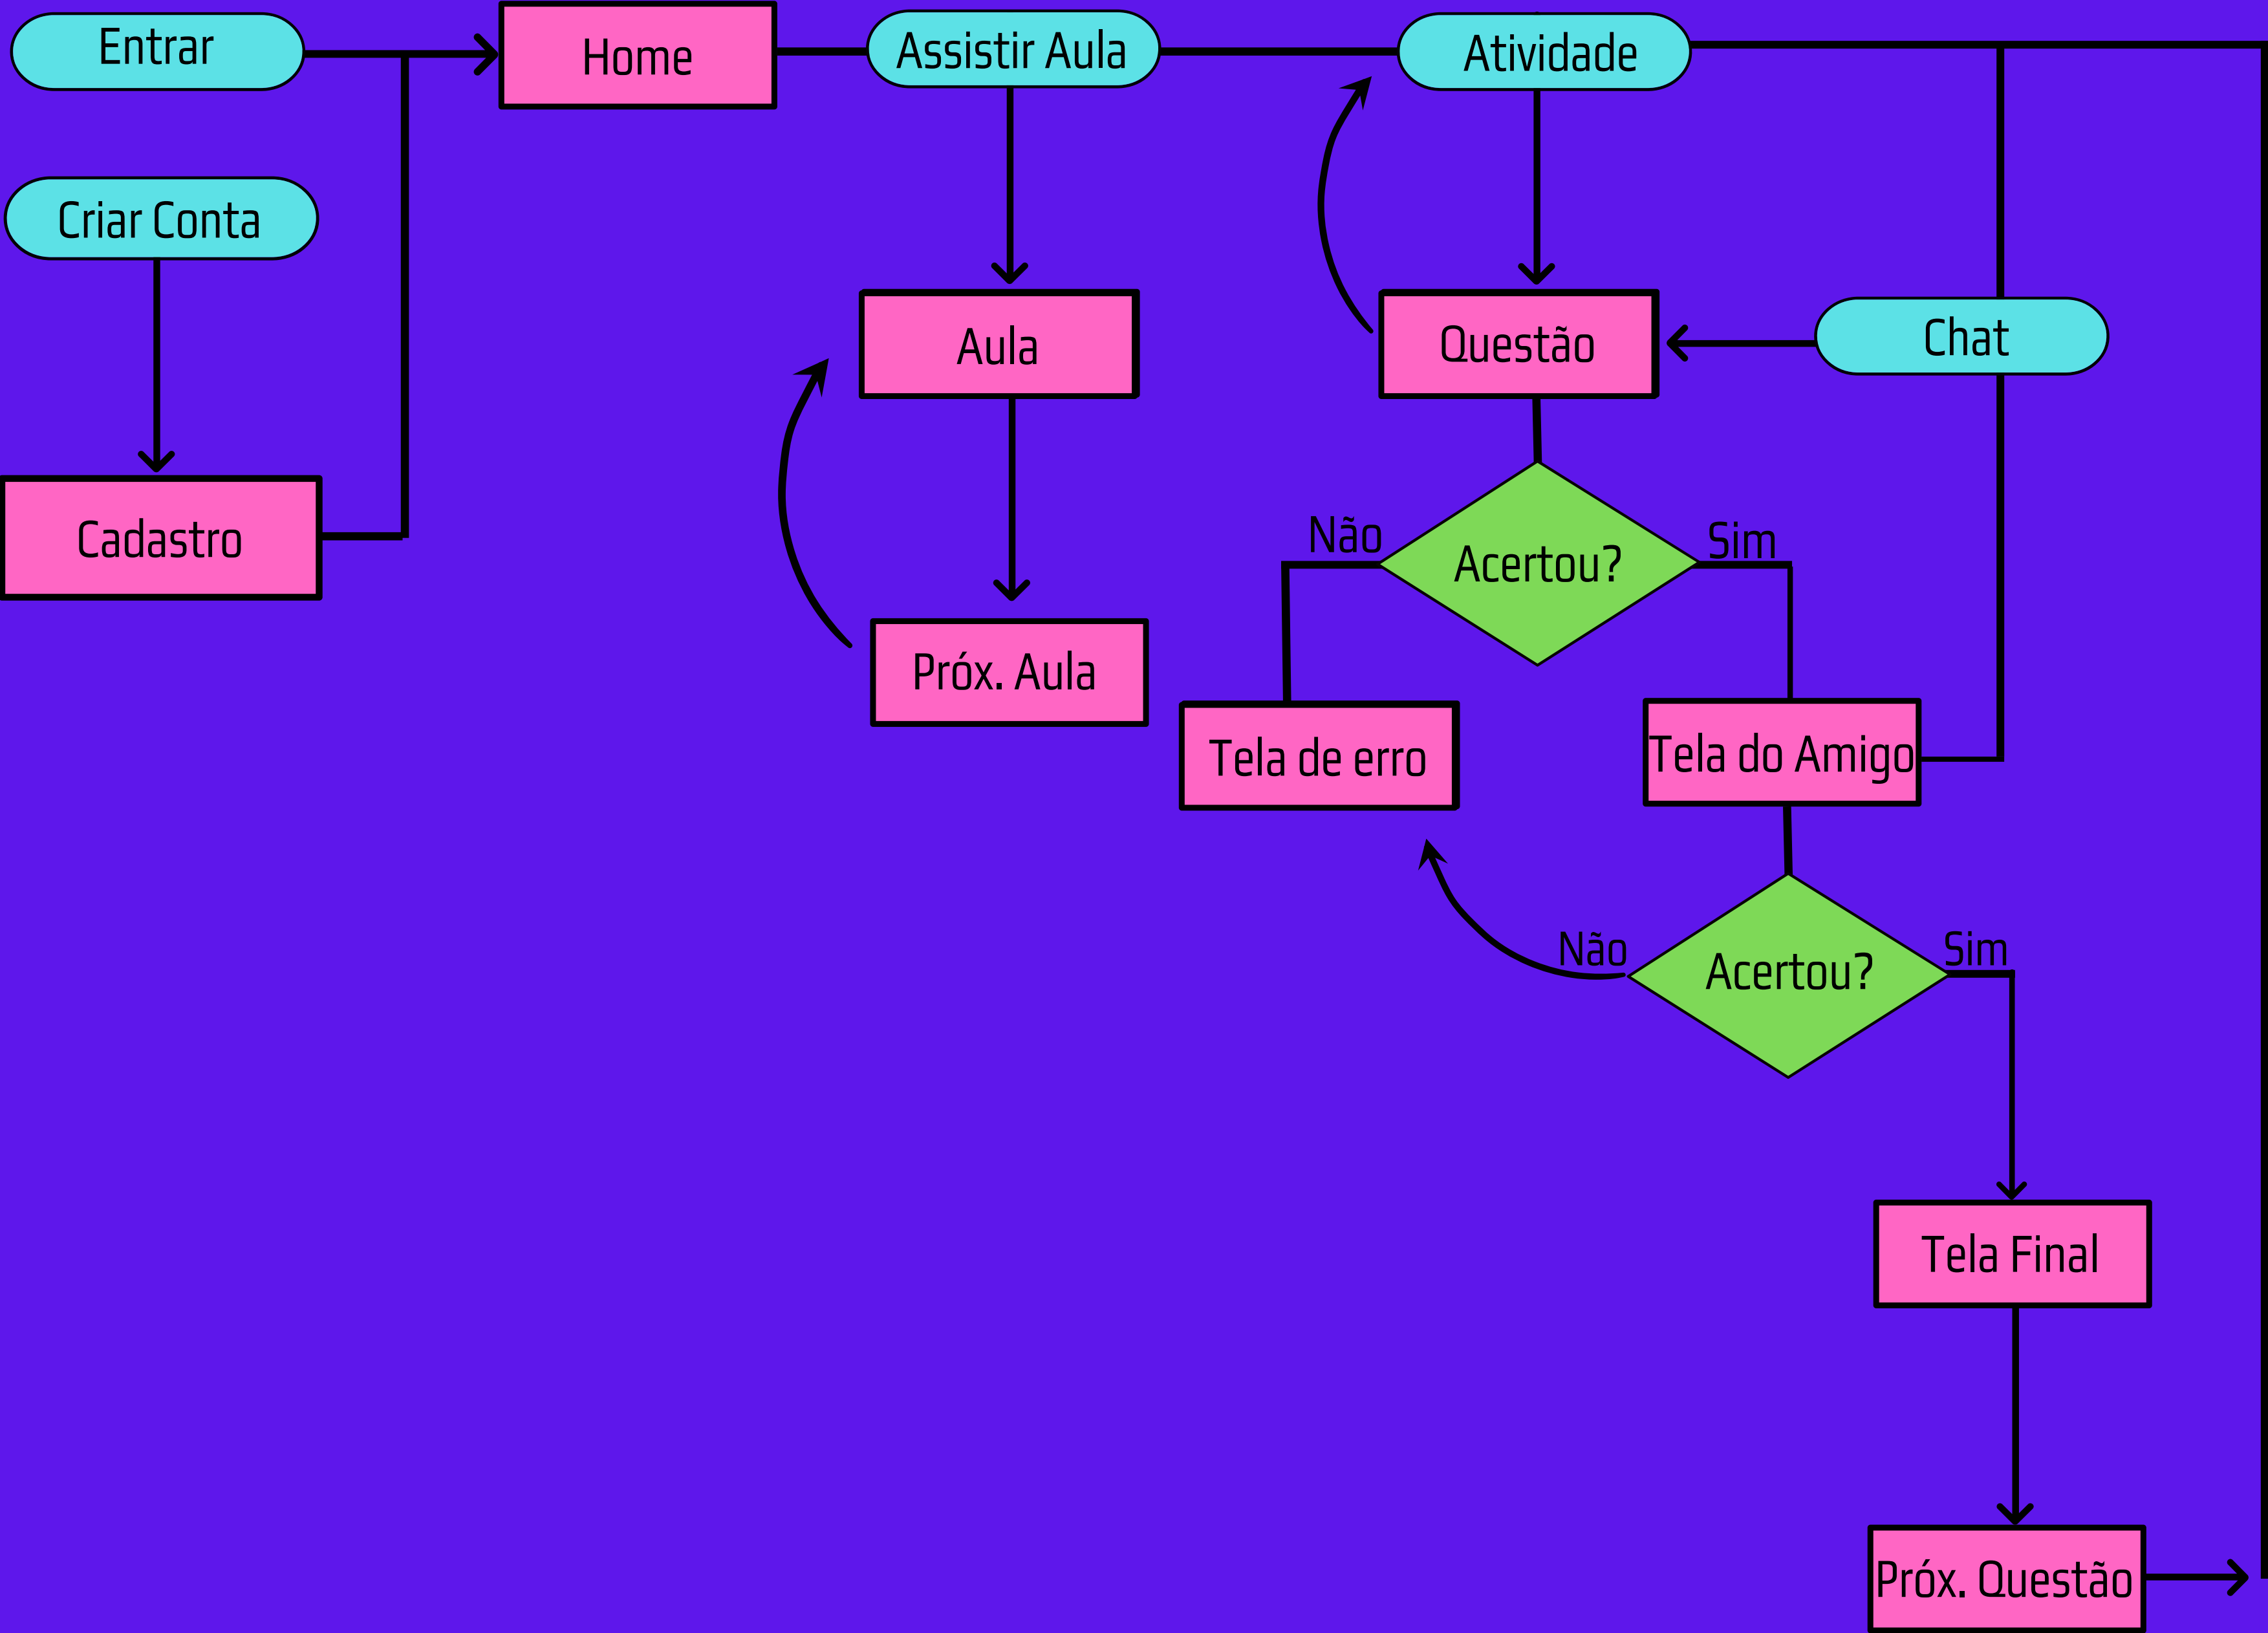 Entrar
Home
Assistir Aula
Atividade
Criar Conta
Aula
Questão
Chat
Cadastro
Não
Acertou?
Sim
Próx. Aula
Tela de erro
Tela do Amigo
Não
Acertou?
Sim
Tela Final
Próx. Questão